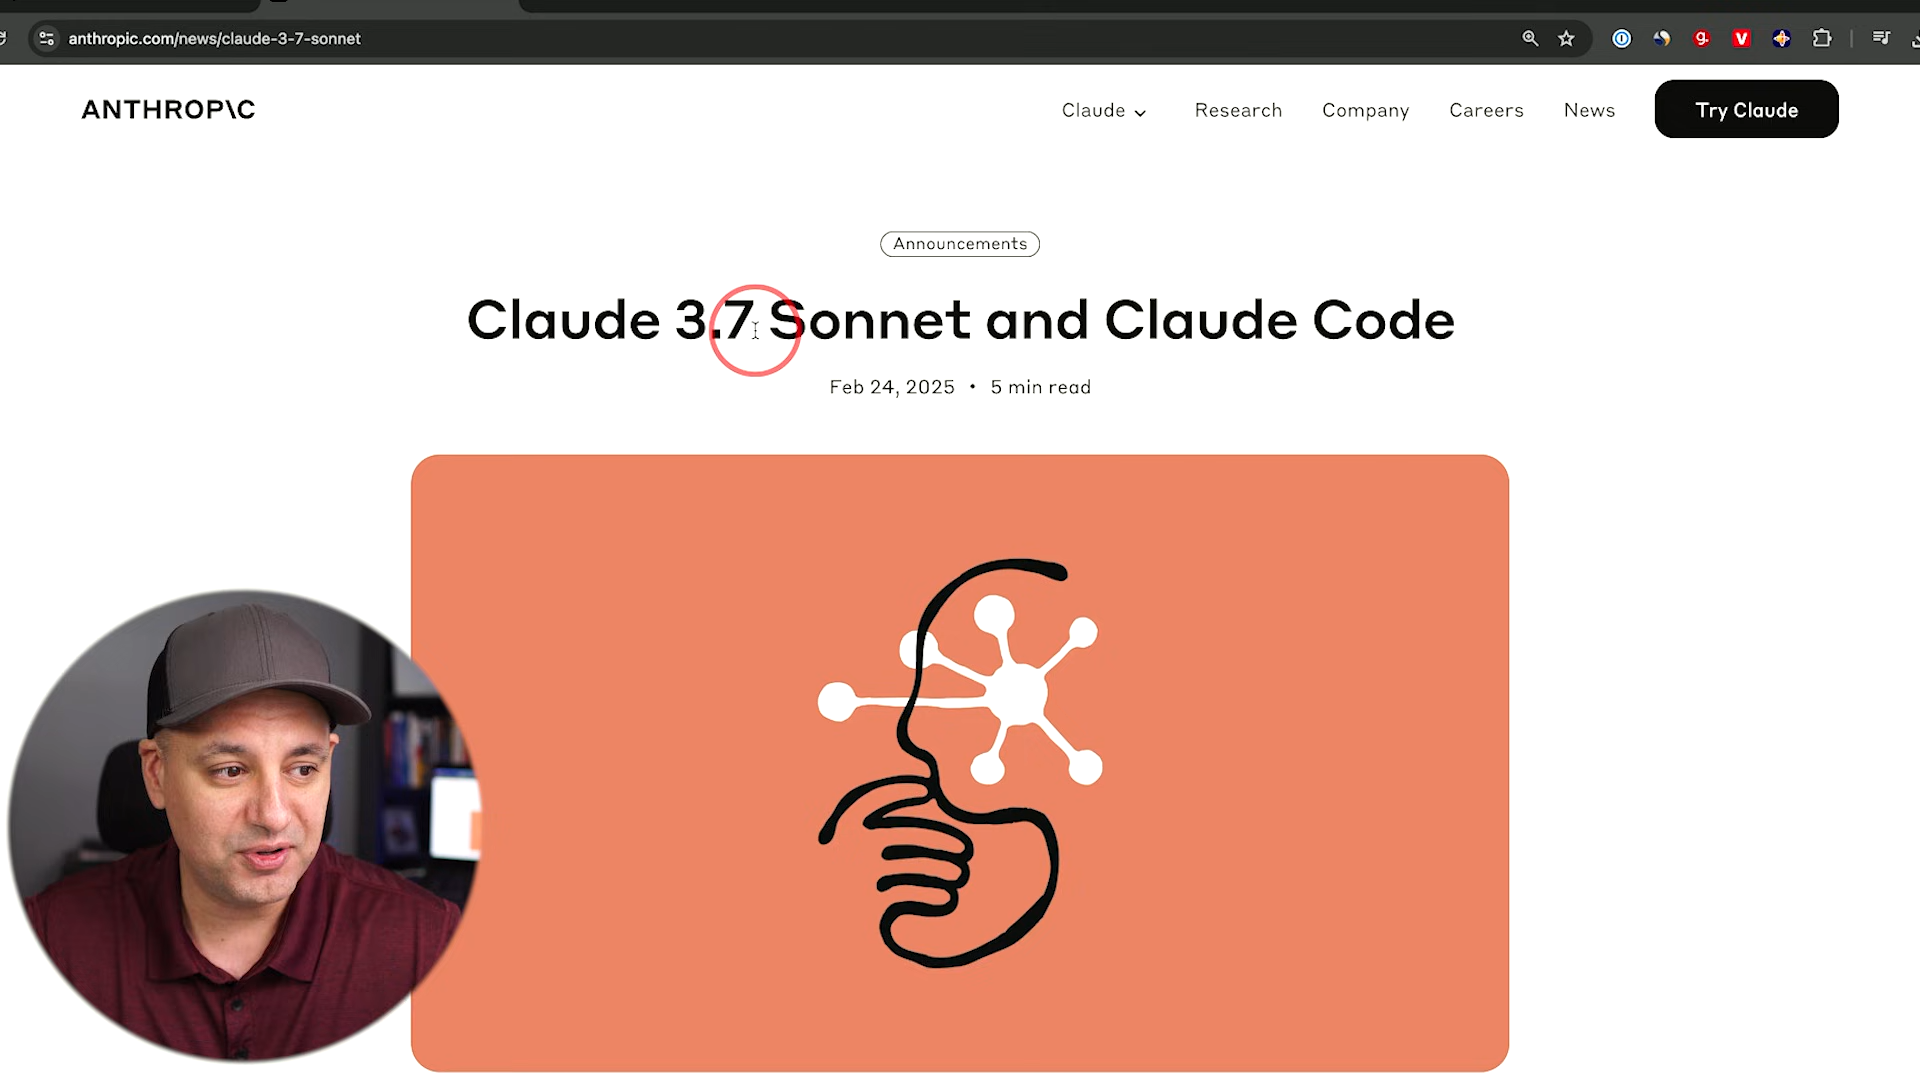 anthropic.com/news/claude-3-7-sonnet
ANTHROP\C
Claude Research Company Careers News Try Claude
Announcements
Claude 3.7 Sonnet and Claude Code
Feb 24, 2025 • 5 min read